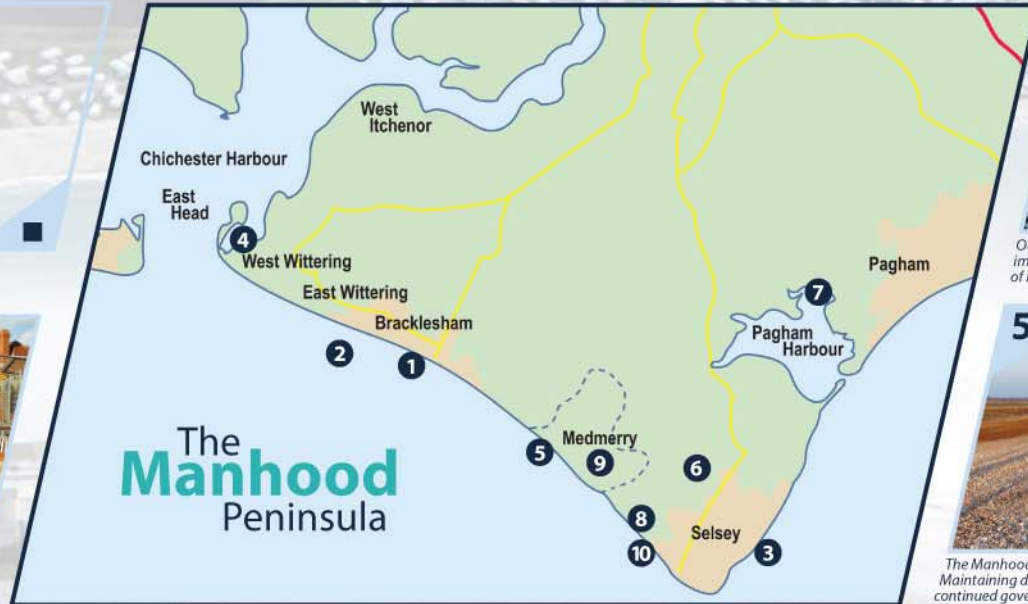 West
Itchenor
Chichester Harbour
East
Head
4
West Wittering
East Wittering
Bracklesham
2
1
Pagham
7
Pagham
Harbour
Medmerry
5
9
6
8
10
Selsey
3
The
Manhood
Peninsula
5
The Manhood
Maintaining d
continued gove